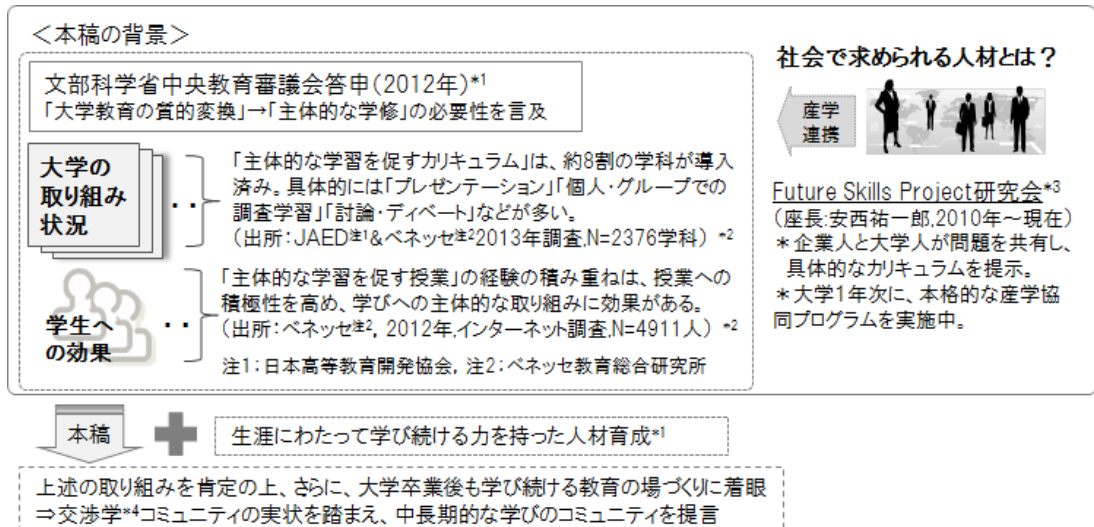 ＜本稿の背景＞
文部科学省中央教育審議会答申(2012年)*1
「大学教育の質的変換」→「主体的な学修」の必要性を言及
大学の
取り組み
状況
・・
「主体的な学習を促すカリキュラム」は、約8割の学科が導入
済み。具体的には「プレゼンテーション」「個人・グループでの
調査学習」「討論・ディベート」などが多い。
(出所：JAED注1&ベネッセ注2 2013年調査,N=2376学科) *2
学生へ
の効果
・・
「主体的な学習を促す授業」の経験の積み重ねは、授業への
積極性を高め、学びへの主体的な取り組みに効果がある。
(出所：ベネッセ注2, 2012年,インターネット調査,N=4911人) *2
注1：日本高等教育開発協会, 注2：ベネッセ教育総合研究所
社会で求められる人材とは？
産学
連携
Future Skills Project研究会*3
(座長:安西祐一郎,2010年～現在)
＊企業人と大学人が問題を共有し、
具体的なカリキュラムを提示。
＊大学1年次に、本格的な産学協
同プログラムを実施中。
本稿
生涯にわたって学び続ける力を持った人材育成*1
上述の取り組みを肯定の上、さらに、大学卒業後も学び続ける教育の場づくりに着眼
⇒交渉学*4コミュニティの実状を踏まえ、中長期的な学びのコミュニティを提言